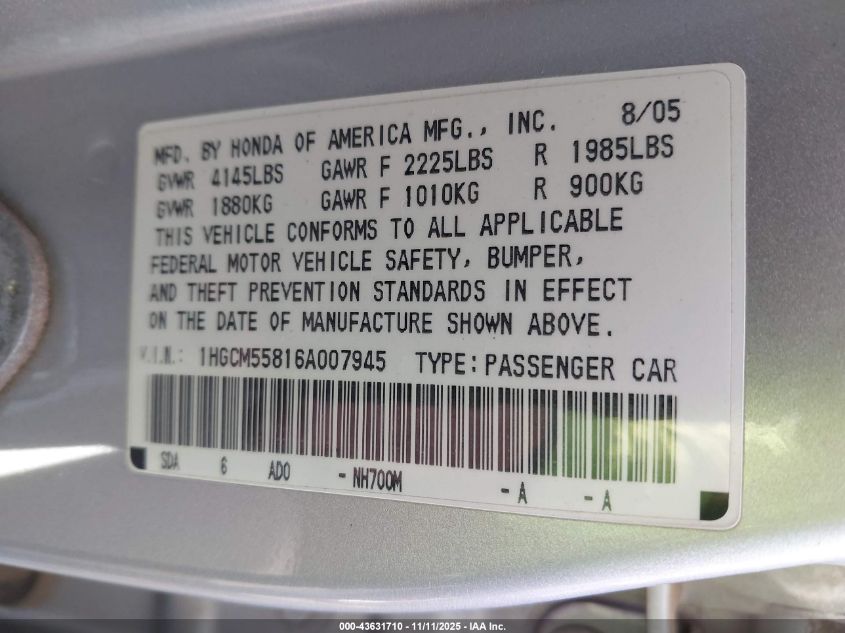 8/05
MFD. BY HONDA OF AMERICA MFG., INC.
GVWR 4145LBS GAWR F 2225LBS R 1985LBS
GVWR 1880KG GAWR F 1010KG R 900KG
THIS VEHICLE CONFORMS TO ALL APPLICABLE
FEDERAL MOTOR VEHICLE SAFETY, BUMPER,
AND THEFT PREVENTION STANDARDS IN EFFECT
ON THE DATE OF MANUFACTURE SHOWN ABOVE.
V.I.N.: 1HGCM55816A007945 TYPE: PASSENGER CAR
SDA 6 ADO - NH700M - A - A
000-43631710 - 11/11/2025 - IAA Inc.